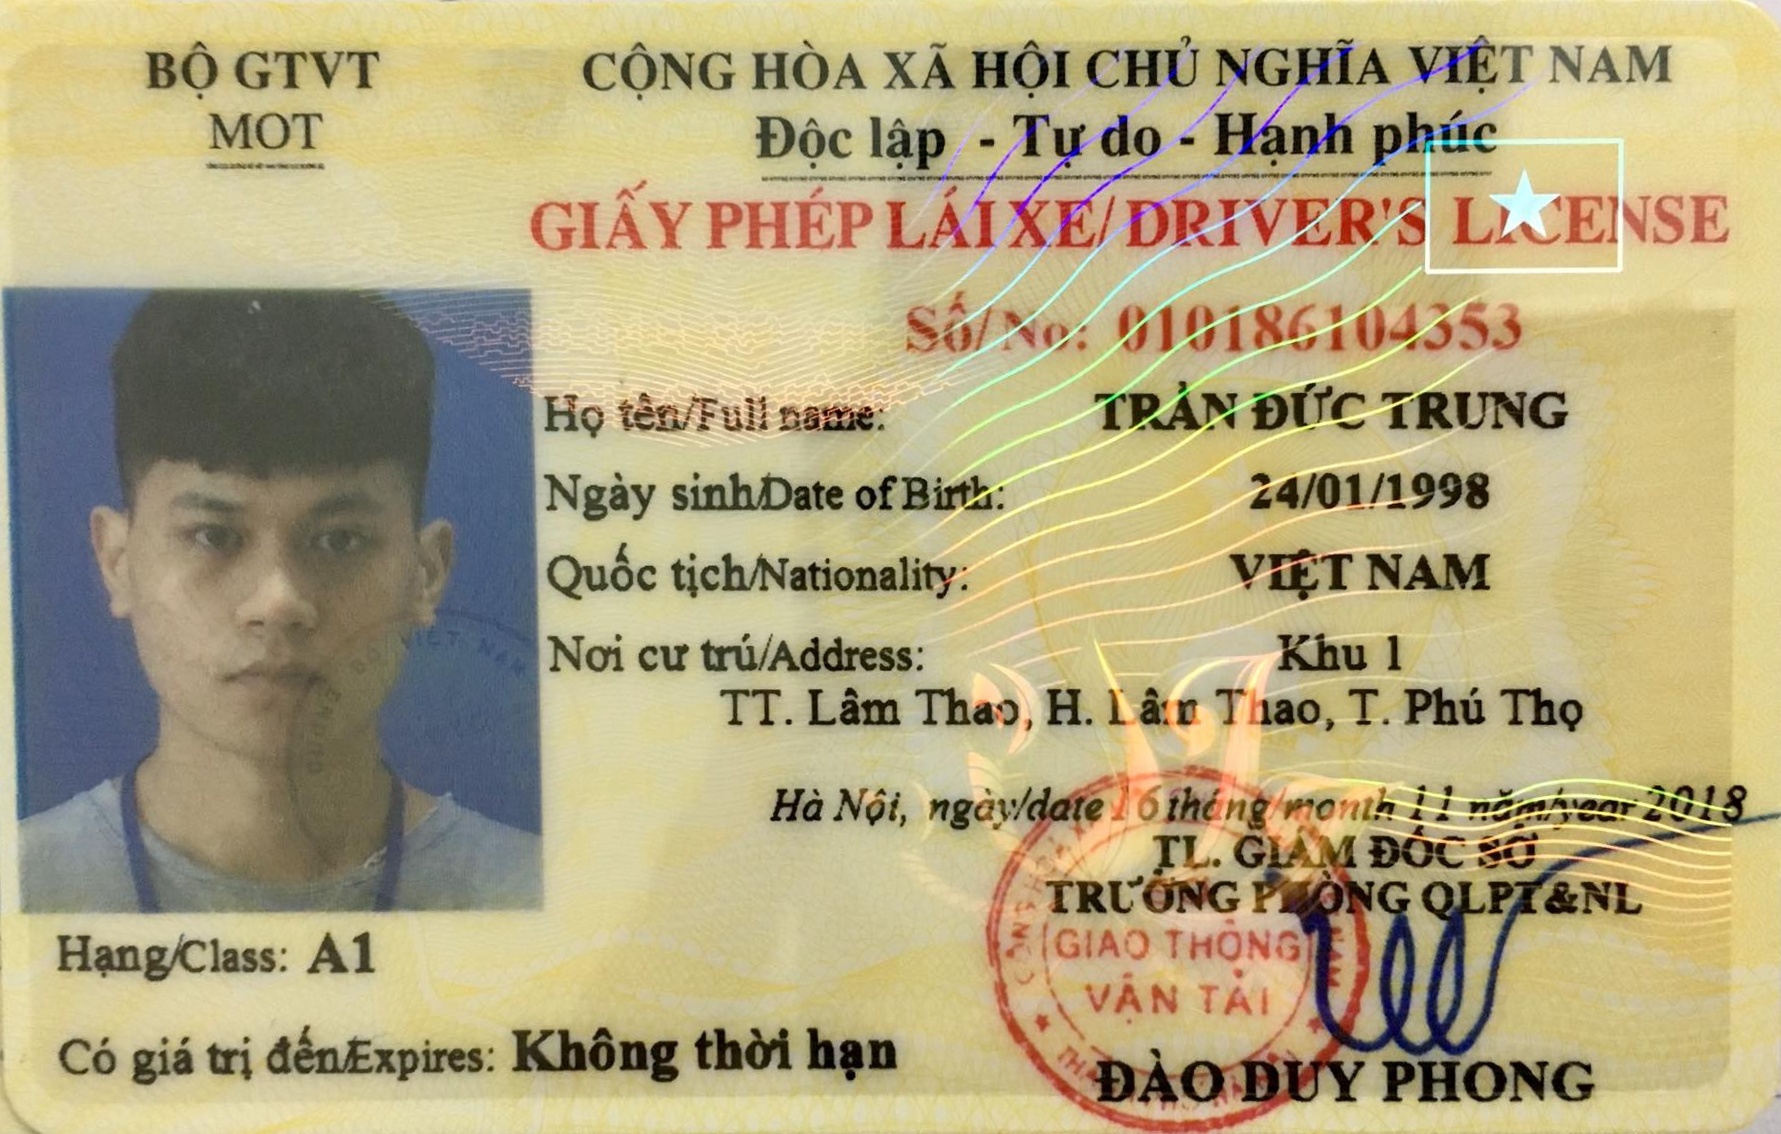 BỘ GTVT
MOT
CỘNG HÒA XÃ HỘI CHỦ NGHĨA VIỆT NAM
Độc lập - Tự do - Hạnh phúc
GIẤY PHÉP LÁI XE/ DRIVER'S LICENSE
Số/ No: 010186104353
Họ tên/Full name: TRẦN ĐỨC TRUNG
Ngày sinh/Date of Birth: 24/01/1998
Quốc tịch/Nationality: VIỆT NAM
Nơi cư trú/Address: Khu 1
TT. Lâm Thao, H. Lâm Thao, T. Phú Thọ
Hà Nội, ngày/date 16 tháng/month 11 năm/year 2018
TL. GIÁM ĐỐC SỞ
TRƯỞNG PHÒNG QLPT&NL
GIAO THÔNG
VẬN TẢI
ĐÀO DUY PHONG
Hạng/Class: A1
Có giá trị đến/Expires: Không thời hạn
VIỆT NAM